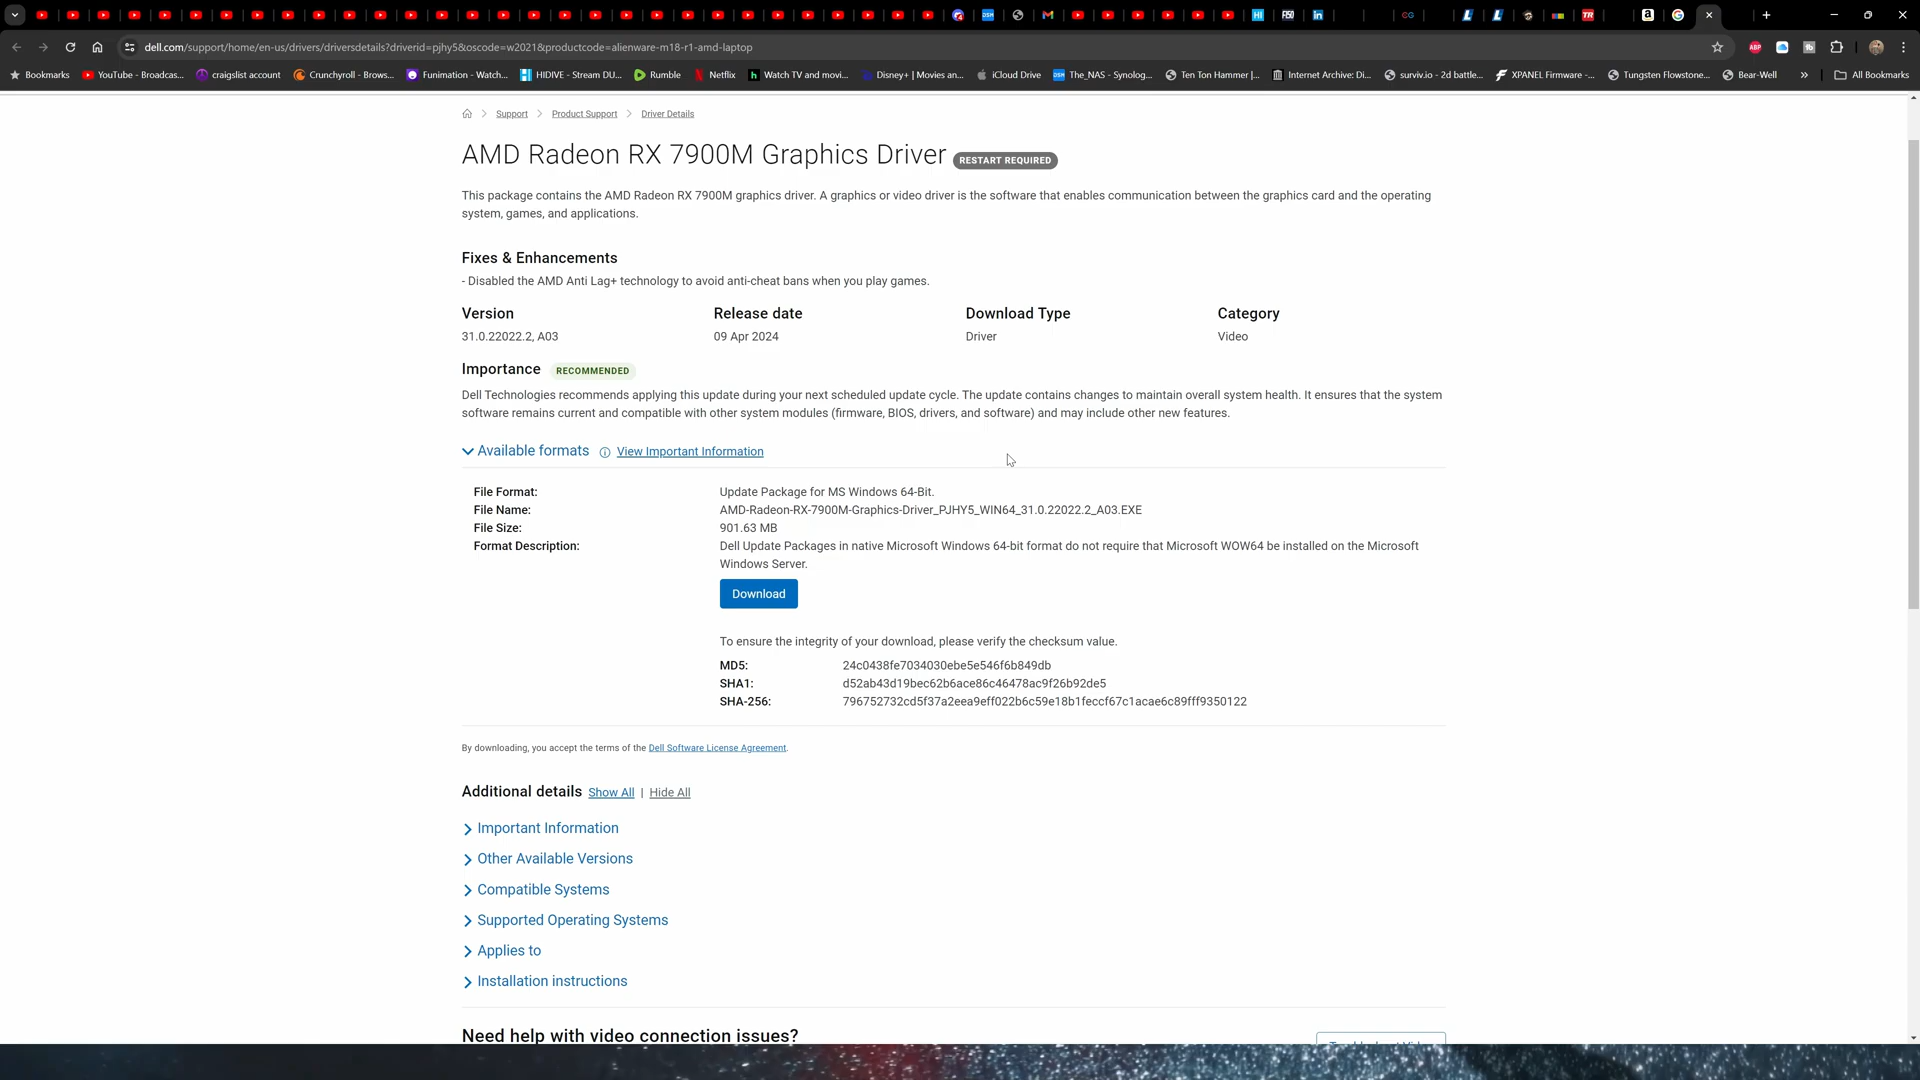 dell.com/support/home/en-us/drivers/driversdetails?driverid=pjhy5&oscode=w2021&productcode=alienware-m18-r1-amd-laptop
Bookmarks YouTube - Broadcas... craigslist account Crunchyroll - Brows... Funimation - Watch... HIDIVE - Stream DU... Rumble Netflix Watch TV and movi... Disney+ | Movies an... iCloud Drive The_NAS - Synolog... Ten Ton Hammer |... Internet Archive: Di... surviv.io - 2d battle... XPANEL Firmware -... Tungsten Flowstone... Bear-Well » All Bookmarks
Support Product Support Driver Details
AMD Radeon RX 7900M Graphics Driver RESTART REQUIRED
This package contains the AMD Radeon RX 7900M graphics driver. A graphics or video driver is the software that enables communication between the graphics card and the operating
system, games, and applications.
Fixes & Enhancements
- Disabled the AMD Anti Lag+ technology to avoid anti-cheat bans when you play games.
Version Release date Download Type Category
31.0.22022.2, A03 09 Apr 2024 Driver Video
Importance RECOMMENDED
Dell Technologies recommends applying this update during your next scheduled update cycle. The update contains changes to maintain overall system health. It ensures that the system
software remains current and compatible with other system modules (firmware, BIOS, drivers, and software) and may include other new features.
Available formats View Important Information
File Format: Update Package for MS Windows 64-Bit.
File Name: AMD-Radeon-RX-7900M-Graphics-Driver_PJHY5_WIN64_31.0.22022.2_A03.EXE
File Size: 901.63 MB
Format Description: Dell Update Packages in native Microsoft Windows 64-bit format do not require that Microsoft WOW64 be installed on the Microsoft
Windows Server.
Download
To ensure the integrity of your download, please verify the checksum value.
MD5: 24c0438fe7034030ebe5e546f6b849db
SHA1: d52ab43d19bec62b6ace86c46478ac9f26b92de5
SHA-256: 796752732cd5f37a2eea9eff022b6c59e18b1feccf67c1acae6c89fff9350122
By downloading, you accept the terms of the Dell Software License Agreement.
Additional details Show All | Hide All
Important Information
Other Available Versions
Compatible Systems
Supported Operating Systems
Applies to
Installation instructions
Need help with video connection issues?